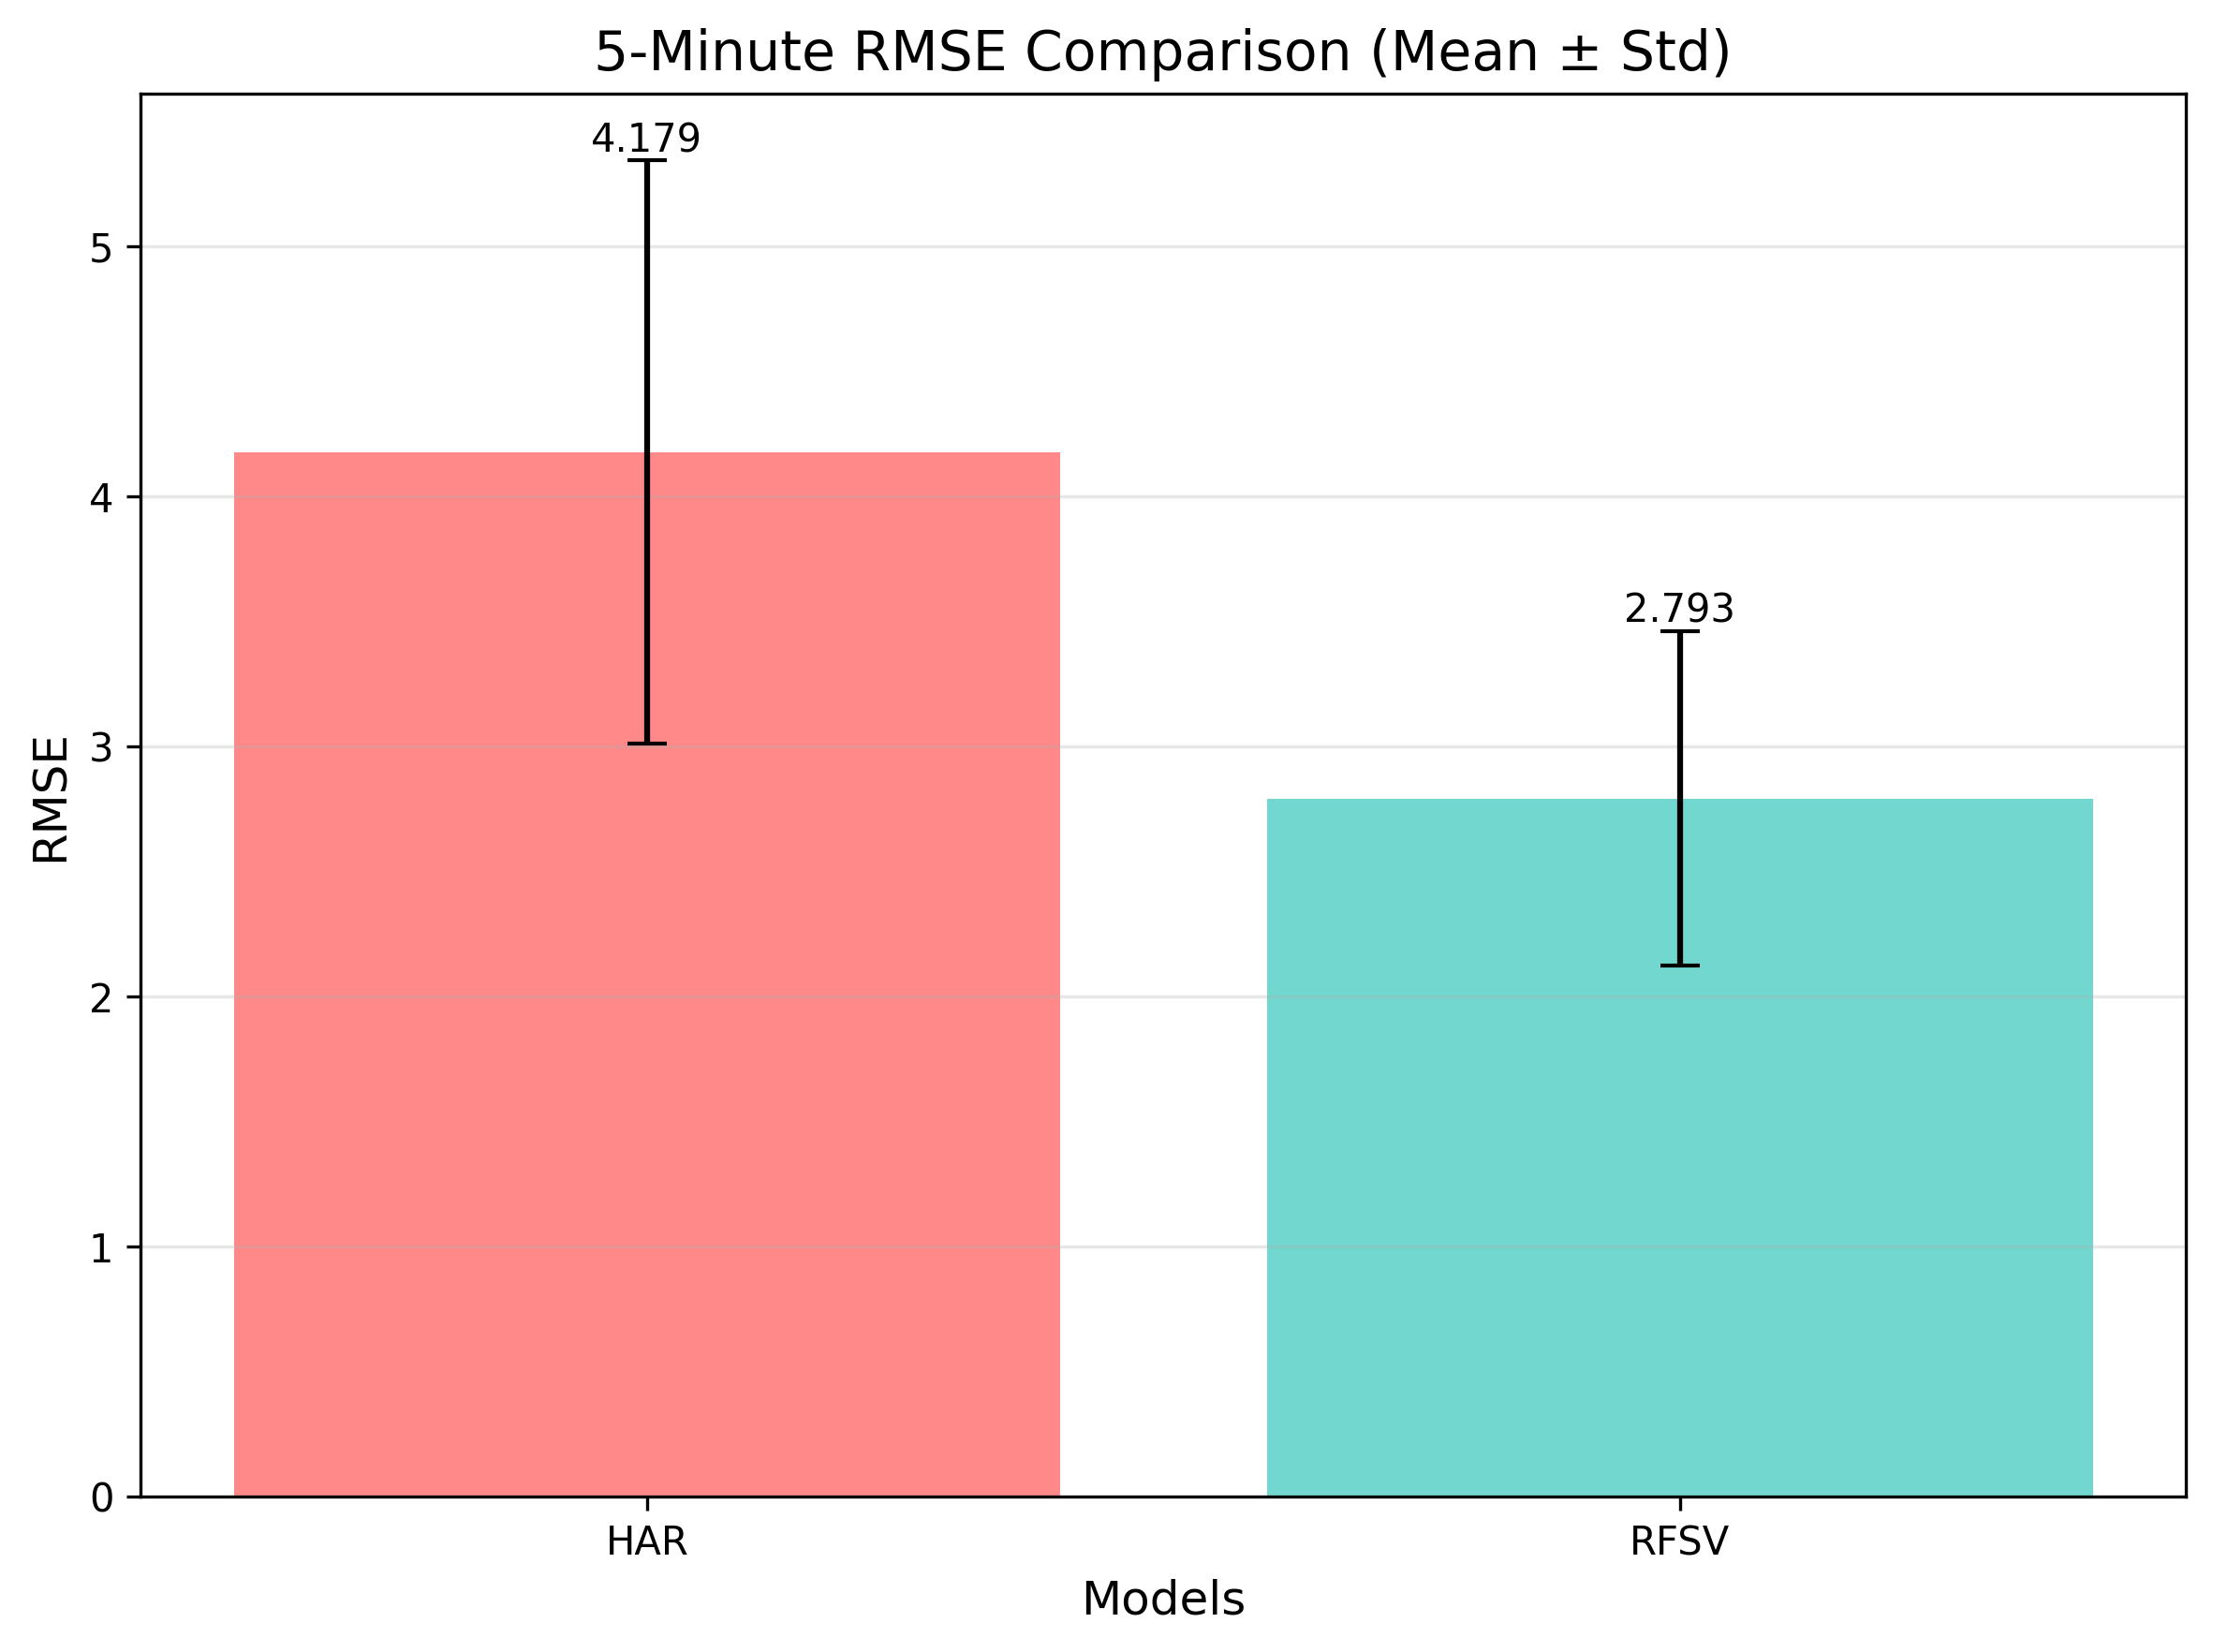 5-Minute RMSE Comparison (Mean ± Std)
4.179
2.793
5
4
3
2
1
0
RMSE
HAR
RFSV
Models